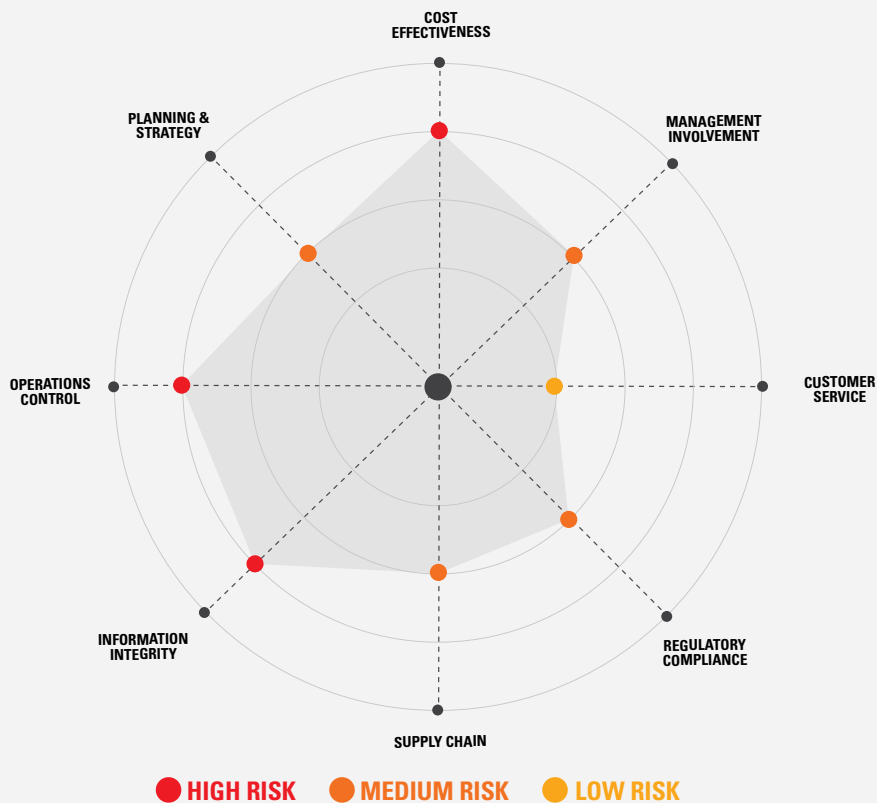 COST
EFFECTIVENESS
MANAGEMENT
INVOLVEMENT
PLANNING &
STRATEGY
OPERATIONS
CONTROL
CUSTOMER
SERVICE
INFORMATION
INTEGRITY
REGULATORY
COMPLIANCE
SUPPLY CHAIN
HIGH RISK
MEDIUM RISK
LOW RISK